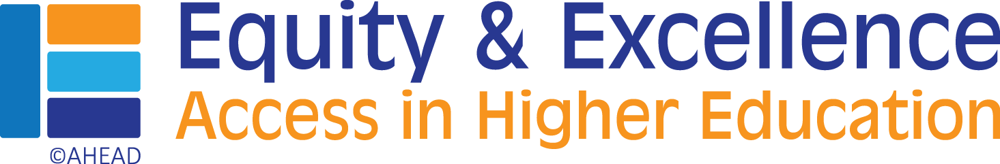 Equity & Excellence
Access in Higher Education
©AHEAD